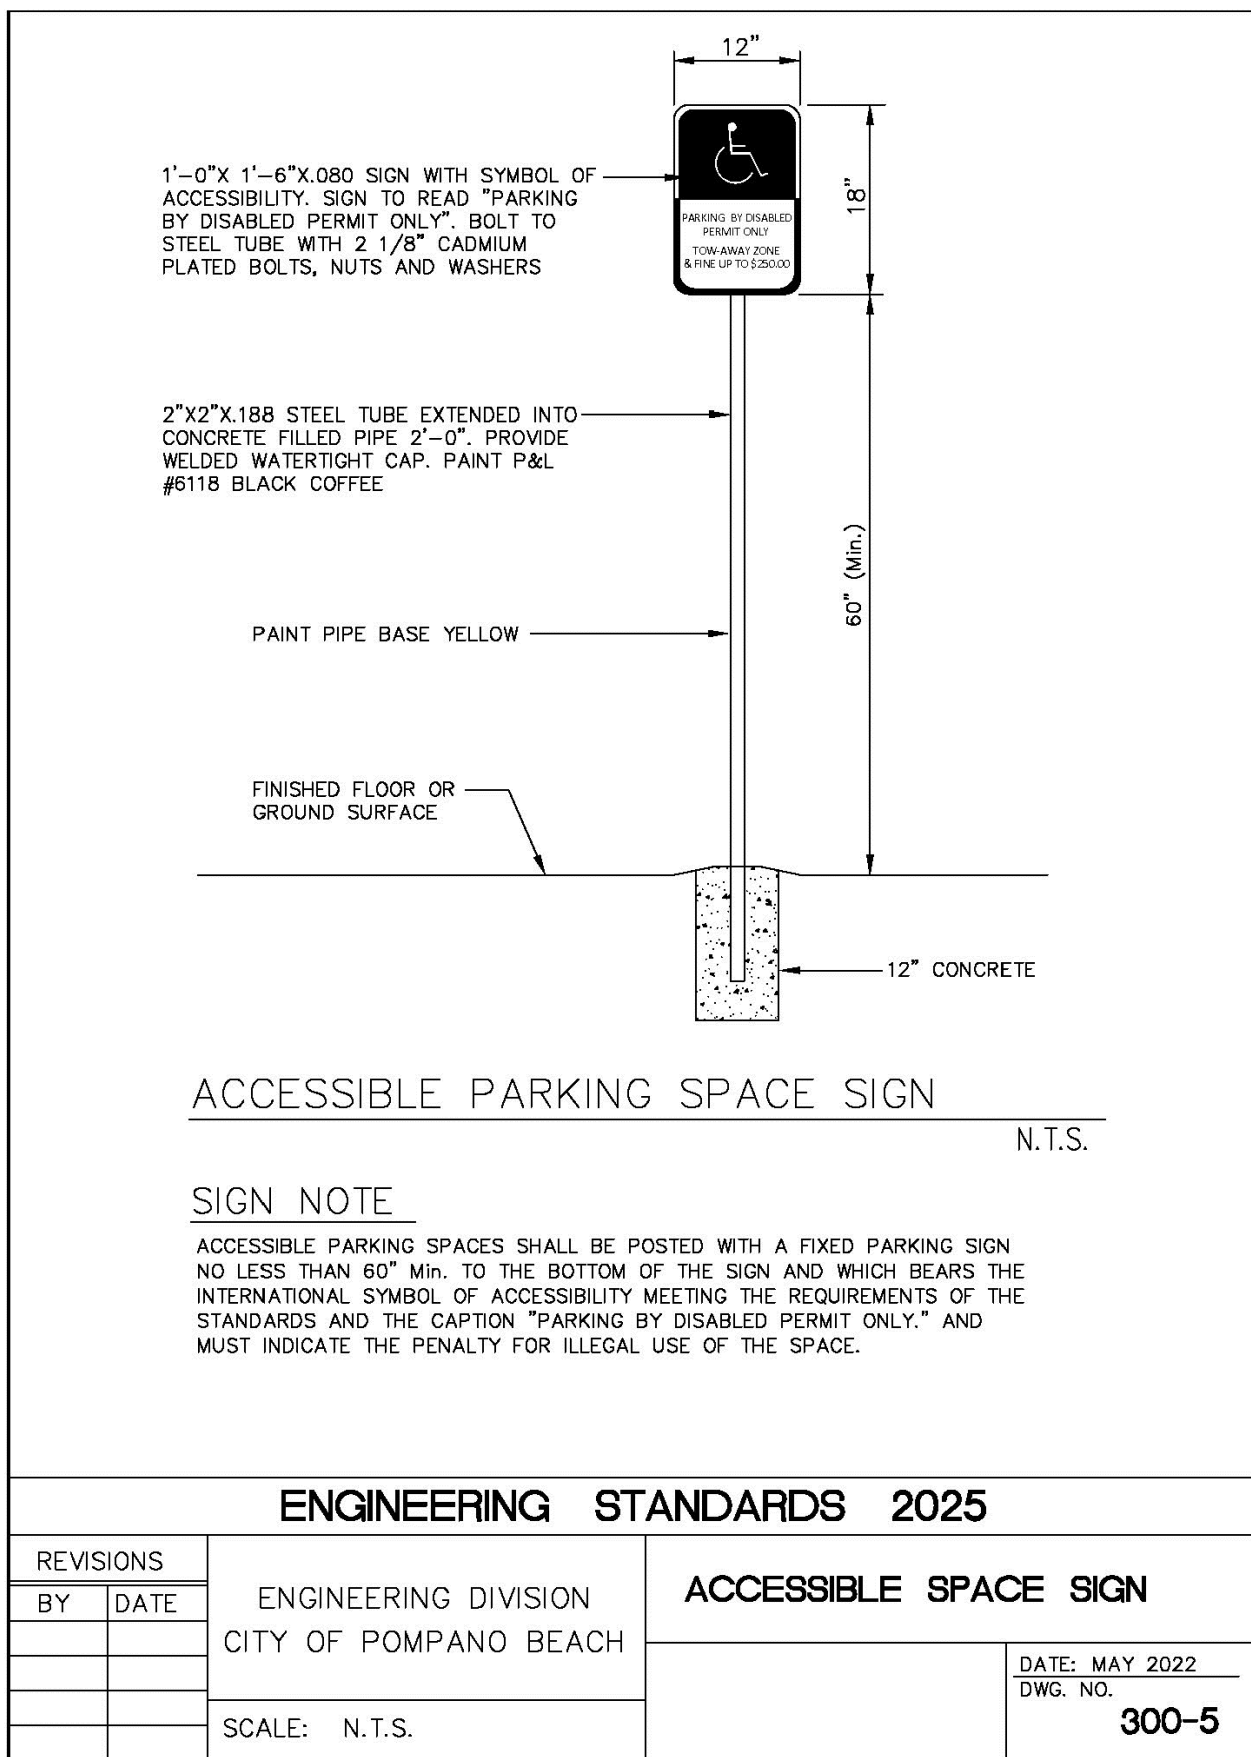 12"
1'-0"X 1'-6"X.080 SIGN WITH SYMBOL OF
ACCESSIBILITY. SIGN TO READ "PARKING
BY DISABLED PERMIT ONLY". BOLT TO
STEEL TUBE WITH 2 1/8" CADMIUM
PLATED BOLTS, NUTS AND WASHERS
18"
PARKING BY DISABLED
PERMIT ONLY
TOW-AWAY ZONE
& FINE UP TO $250.00
2"X2"X.188 STEEL TUBE EXTENDED INTO
CONCRETE FILLED PIPE 2'-0". PROVIDE
WELDED WATERTIGHT CAP. PAINT P&L
#6118 BLACK COFFEE
60" (Min.)
PAINT PIPE BASE YELLOW
FINISHED FLOOR OR
GROUND SURFACE
12" CONCRETE
ACCESSIBLE PARKING SPACE SIGN
N.T.S.
SIGN NOTE
ACCESSIBLE PARKING SPACES SHALL BE POSTED WITH A FIXED PARKING SIGN
NO LESS THAN 60" Min. TO THE BOTTOM OF THE SIGN AND WHICH BEARS THE
INTERNATIONAL SYMBOL OF ACCESSIBILITY MEETING THE REQUIREMENTS OF THE
STANDARDS AND THE CAPTION "PARKING BY DISABLED PERMIT ONLY." AND
MUST INDICATE THE PENALTY FOR ILLEGAL USE OF THE SPACE.
ENGINEERING STANDARDS 2025
REVISIONS
BY DATE
ENGINEERING DIVISION
CITY OF POMPANO BEACH
SCALE: N.T.S.
ACCESSIBLE SPACE SIGN
DATE: MAY 2022
DWG. NO.
300-5